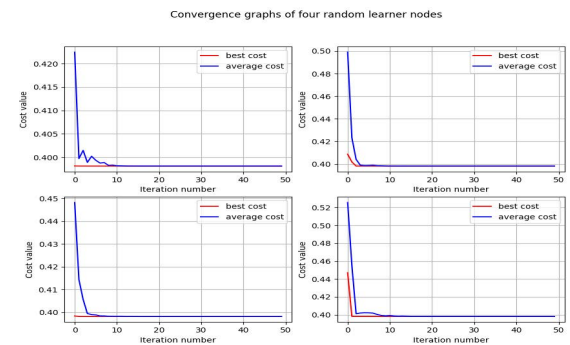 Convergence graphs of four random learner nodes
best cost
average cost
Cost value
0.420
0.415
0.410
0.405
0.400
0 10 20 30 40 50
Iteration number
best cost
average cost
Cost value
0.50
0.48
0.46
0.44
0.42
0.40
0 10 20 30 40 50
Iteration number
best cost
average cost
Cost value
0.45
0.44
0.43
0.42
0.41
0.40
0 10 20 30 40 50
Iteration number
best cost
average cost
Cost value
0.52
0.50
0.48
0.46
0.44
0.42
0.40
0 10 20 30 40 50
Iteration number